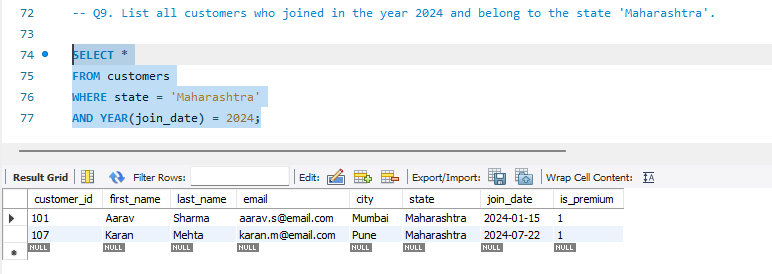 72 -- Q9. List all customers who joined in the year 2024 and belong to the state 'Maharashtra'.
73
74 SELECT *
75 FROM customers
76 WHERE state = 'Maharashtra'
77 AND YEAR(join_date) = 2024;
Result Grid Filter Rows: Edit: Export/Import: Wrap Cell Content: IA
customer_id first_name last_name email city state join_date is_premium
101 Aarav Sharma aarav.s@email.com Mumbai Maharashtra 2024-01-15 1
107 Karan Mehta karan.m@email.com Pune Maharashtra 2024-07-22 1
NULL NULL NULL NULL NULL NULL NULL NULL